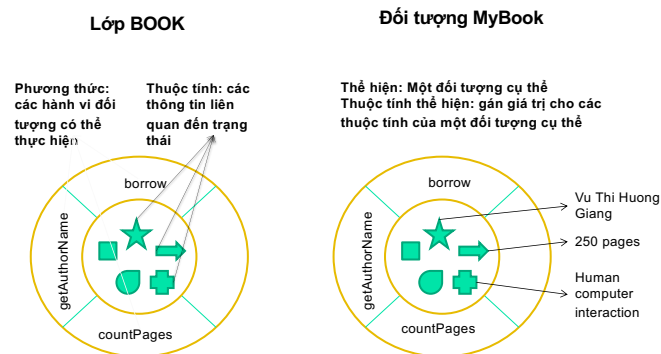 Lớp BOOK
Đối tượng MyBook
Phương thức:
các hành vi đối
tượng có thể
thực hiện
Thuộc tính: các
thông tin liên
quan đến trạng
thái
borrow
getAuthorName
countPages
Thể hiện: Một đối tượng cụ thể
Thuộc tính thể hiện: gán giá trị cho các
thuộc tính của một đối tượng cụ thể
borrow
getAuthorName
countPages
Vu Thi Huong
Giang
250 pages
Human
computer
interaction